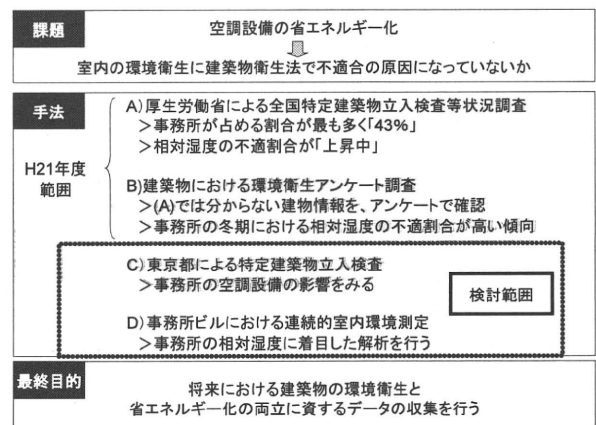 課題
空調設備の省エネルギー化
室内の環境衛生に建築物衛生法で不適合の原因になっていないか
手法
H21年度
範囲
A)厚生労働省による全国特定建築物立入検査等状況調査
＞事務所が占める割合が最も多く「43%」
＞相対湿度の不適割合が「上昇中」
B)建築物における環境衛生アンケート調査
＞(A)では分からない建物情報を、アンケートで確認
＞事務所の冬期における相対湿度の不適割合が高い傾向
C)東京都による特定建築物立入検査
＞事務所の空調設備の影響をみる
検討範囲
D)事務所ビルにおける連続的室内環境測定
＞事務所の相対湿度に着目した解析を行う
最終目的
将来における建築物の環境衛生と
省エネルギー化の両立に資するデータの収集を行う